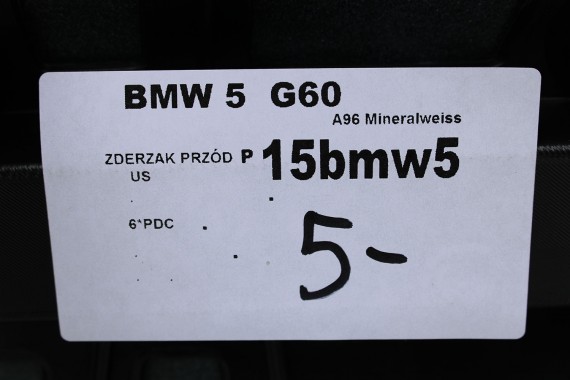 BMW 5 G60
A96 Mineralweiss
ZDERZAK PRZÓD P 15bmw5
US
6*PDC
5-